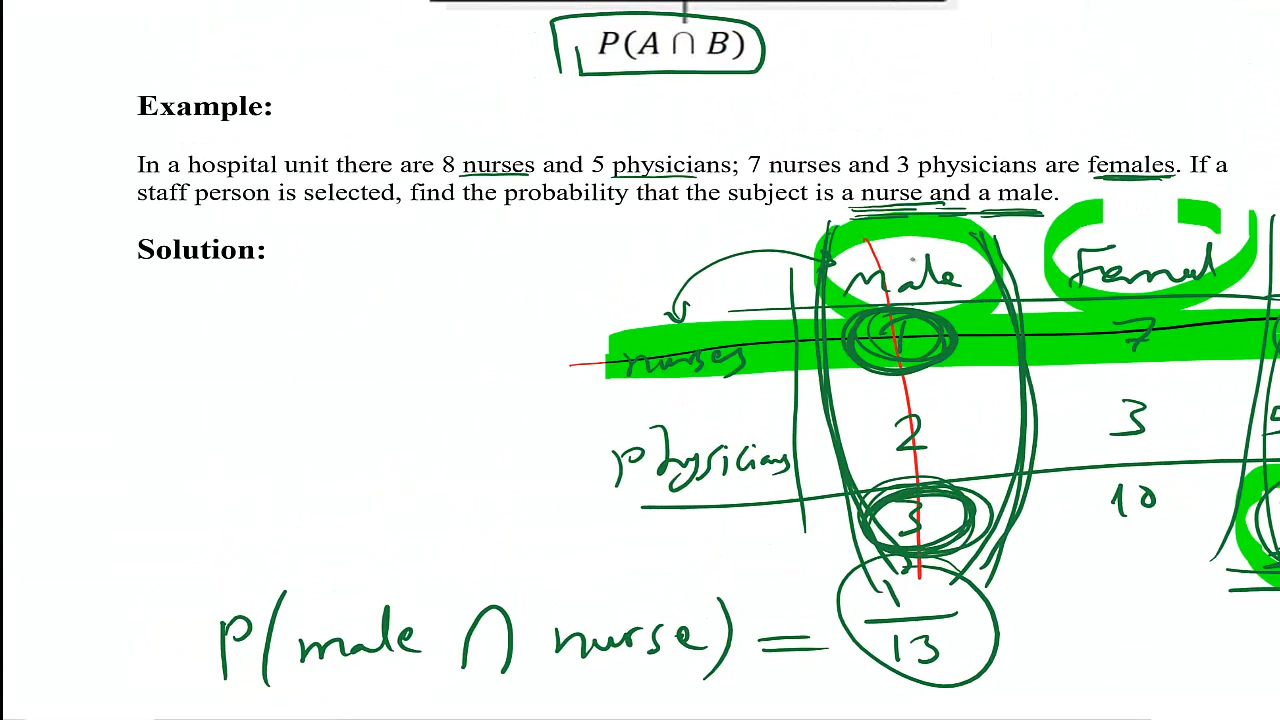 P(A ∩ B)
Example:
In a hospital unit there are 8 nurses and 5 physicians; 7 nurses and 3 physicians are females. If a
staff person is selected, find the probability that the subject is a nurse and a male.
Solution:
male Femal
nurses 1 7
physicians 2 3
3 10
P(male ∩ nurse) = 1/13